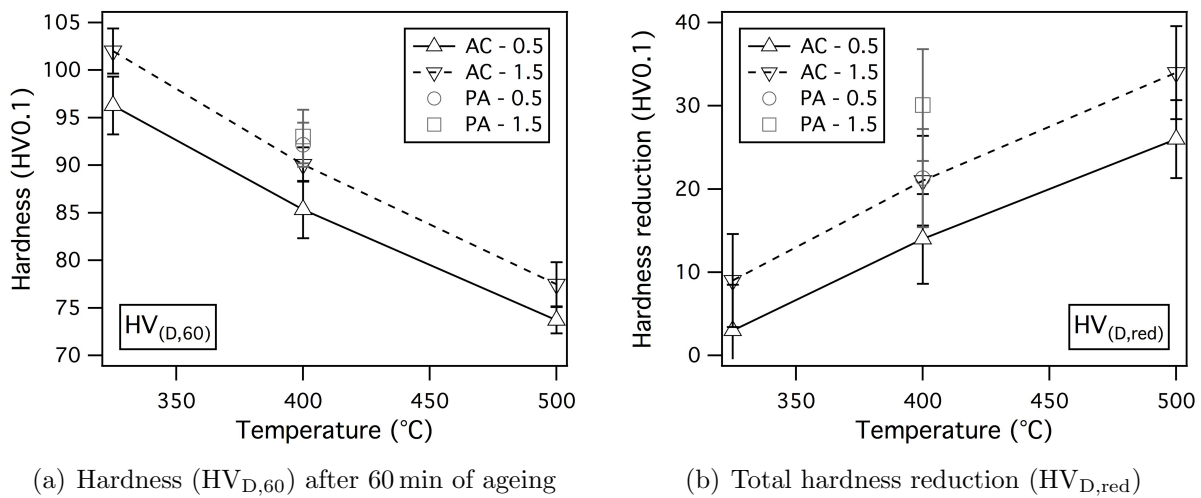 Hardness (HV0.1)
105
100
95
90
85
80
75
70
AC - 0.5
AC - 1.5
PA - 0.5
PA - 1.5
HV(D,60)
350 400 450 500
Temperature (°C)
(a) Hardness (HVD,60) after 60 min of ageing
Hardness reduction (HV0.1)
40
30
20
10
0
AC - 0.5
AC - 1.5
PA - 0.5
PA - 1.5
HV(D,red)
350 400 450 500
Temperature (°C)
(b) Total hardness reduction (HVD,red)